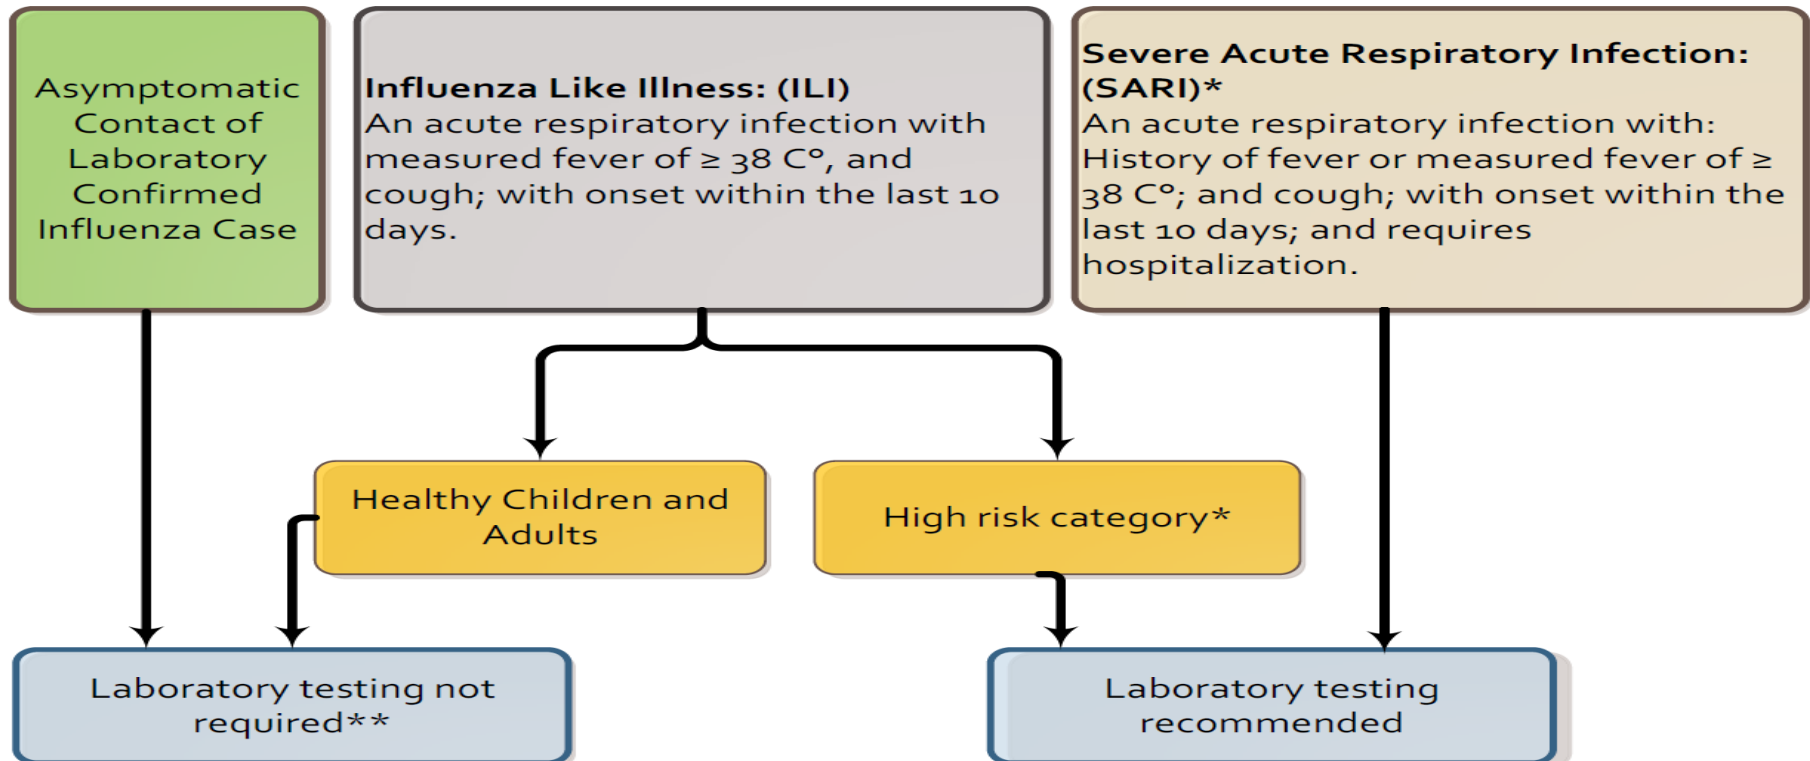 Asymptomatic
Contact of
Laboratory
Confirmed
Influenza Case
Influenza Like Illness: (ILI)
An acute respiratory infection with
measured fever of ≥ 38 C°, and
cough; with onset within the last 10
days.
Severe Acute Respiratory Infection:
(SARI)*
An acute respiratory infection with:
History of fever or measured fever of ≥
38 C°; and cough; with onset within the
last 10 days; and requires
hospitalization.
Healthy Children and
Adults
High risk category*
Laboratory testing not
required**
Laboratory testing
recommended